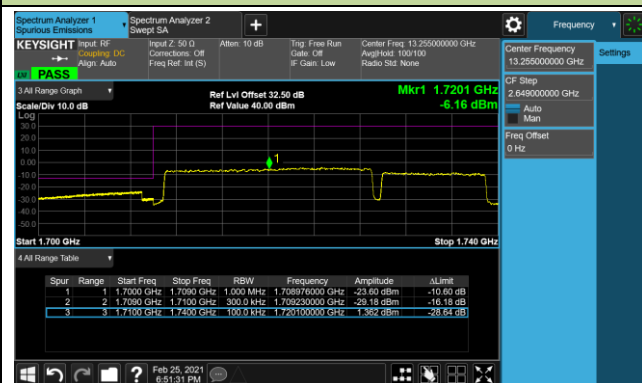 Spectrum Analyzer 1
Spurious Emissions
Spectrum Analyzer 2
Swept SA
Frequency
KEYSIGHT
Input: RF
Coupling: DC
Align: Auto
Input Z: 50 Ω
Corrections: Off
Freq Ref: Int (S)
Atten: 10 dB
Trig: Free Run
Gate: Off
IF Gain: Low
Center Freq: 13.255000000 GHz
Avg|Hold: 100/100
Radio Std: None
LXI PASS
Center Frequency
13.255000000 GHz
Settings
CF Step
2.649000000 GHz
Auto
Man
Freq Offset
0 Hz
3 All Range Graph
Ref Lvl Offset 32.50 dB
Mkr1 1.7201 GHz
Scale/Div 10.0 dB
Ref Value 40.00 dBm
-6.16 dBm
Log
30.0
20.0
10.0
0.00
-10.0
-20.0
-30.0
-40.0
-50.0
1
Start 1.700 GHz
Stop 1.740 GHz
4 All Range Table
Spur Range Start Freq Stop Freq RBW Frequency Amplitude ΔLimit
1 1 1.7000 GHz 1.7090 GHz 1.000 MHz 1.708976000 GHz -23.60 dBm -10.60 dB
2 2 1.7090 GHz 1.7100 GHz 300.0 kHz 1.709230000 GHz -29.18 dBm -16.18 dB
3 3 1.7100 GHz 1.7400 GHz 100.0 kHz 1.720100000 GHz 1.362 dBm -28.64 dB
Feb 25, 2021
6:51:31 PM